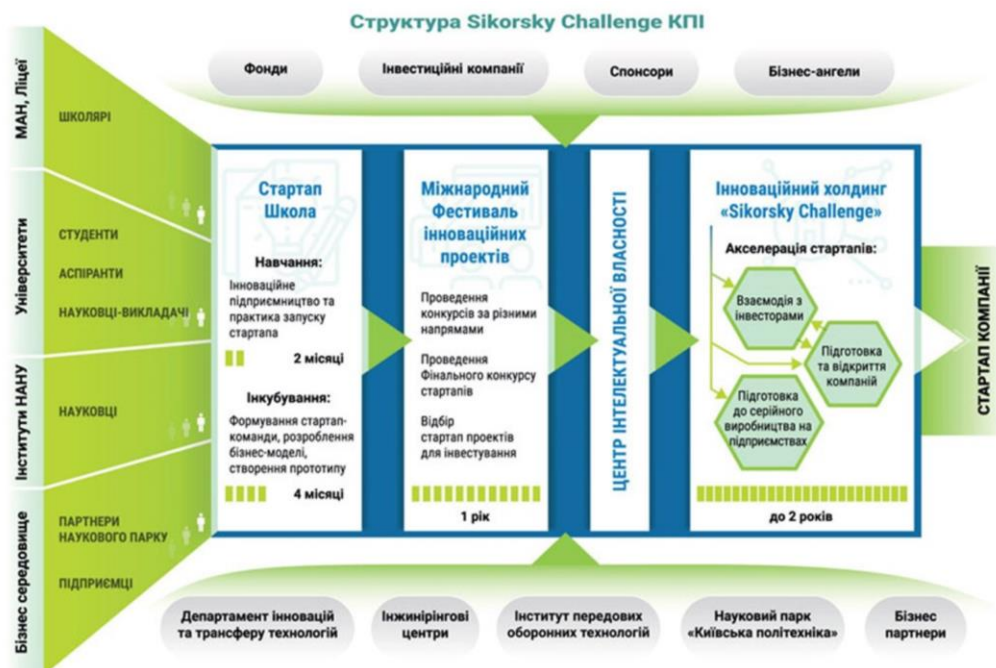 Структура Sikorsky Challenge КПІ
Фонди
Інвестиційні компанії
Спонсори
Бізнес-ангели
МАН, Ліцеї
ШКОЛЯРІ
Університети
СТУДЕНТИ
АСПІРАНТИ
НАУКОВЦІ-ВИКЛАДАЧІ
Інститути НАНУ
НАУКОВЦІ
Бізнес середовище
ПАРТНЕРИ
НАУКОВОГО ПАРКУ
ПІДПРИЄМЦІ
Стартап
Школа
Навчання:
Інноваційне
підприємництво та
практика запуску
стартапа
2 місяці
Інкубування:
Формування стартап-
команди, розроблення
бізнес-моделі,
створення прототипу
4 місяці
Міжнародний
Фестиваль
інноваційних
проектів
Проведення
конкурсів за різними
напрямами
Проведення
Фінального конкурсу
стартапів
Відбір
стартап проектів
для інвестування
1 рік
ЦЕНТР ІНТЕЛЕКТУАЛЬНОЇ ВЛАСНОСТІ
Інноваційний холдинг
«Sikorsky Challenge»
Акселерація стартапів:
Взаємодія з
інвесторами
Підготовка
та відкриття
компаній
Підготовка
до серійного
виробництва на
підприємствах
до 2 років
СТАРТАП КОМПАНІЇ
Департамент інновацій
та трансферу технологій
Інжинірингові
центри
Інститут передових
оборонних технологій
Науковий парк
«Київська політехніка»
Бізнес
партнери